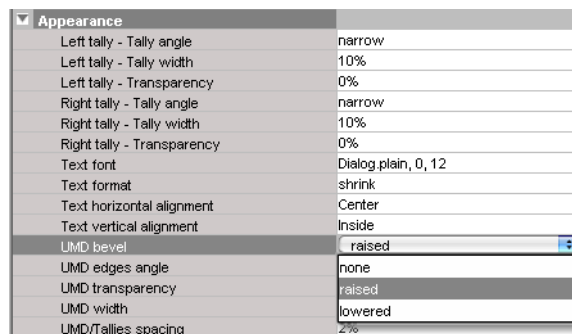 Appearance
Left tally - Tally angle narrow
Left tally - Tally width 10%
Left tally - Transparency 0%
Right tally - Tally angle narrow
Right tally - Tally width 10%
Right tally - Transparency 0%
Text font Dialog.plain, 0, 12
Text format shrink
Text horizontal alignment Center
Text vertical alignment Inside
UMD bevel raised
UMD edges angle none
UMD transparency raised
UMD width lowered
UMD/Tallies spacing 2%